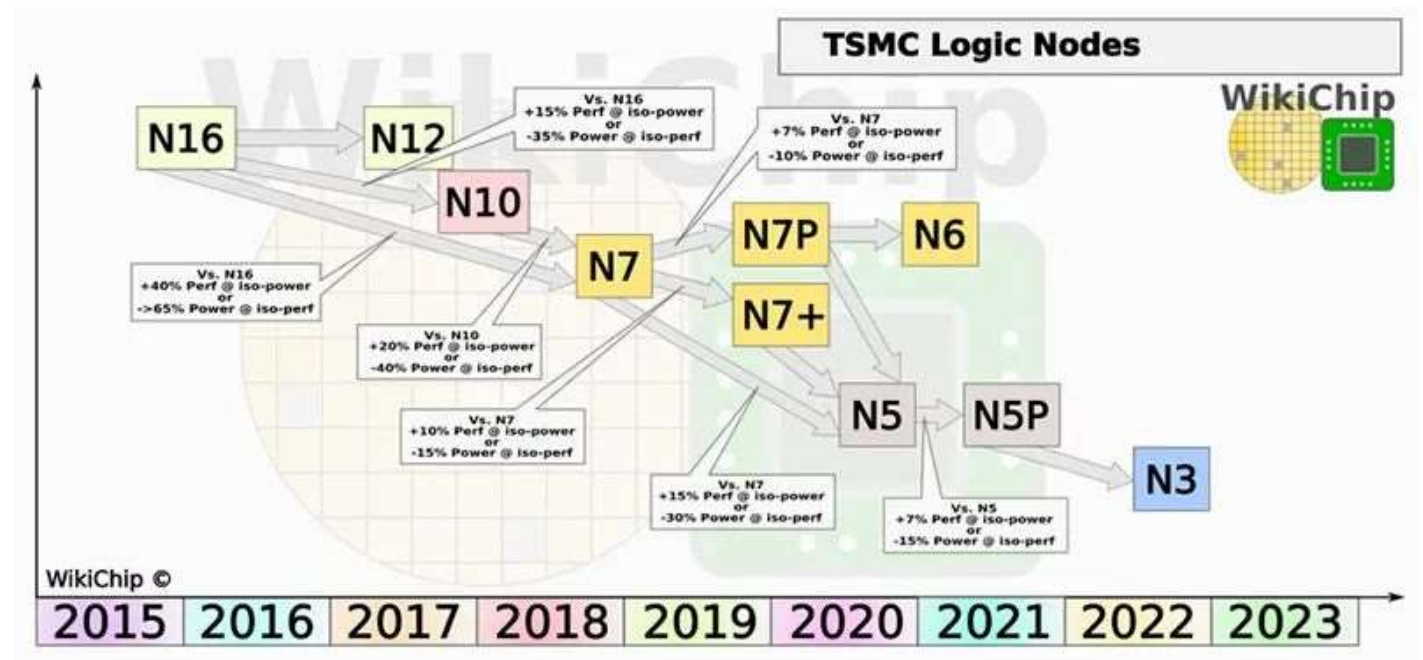 TSMC Logic Nodes
WikiChip
WikiChip
N16
N12
Vs. N16
+15% Perf @ iso-power
or
-35% Power @ iso-perf
Vs. N7
+7% Perf @ iso-power
or
-10% Power @ iso-perf
N10
N7
N7P
N6
Vs. N16
+40% Perf @ iso-power
or
->65% Power @ iso-perf
N7+
Vs. N10
+20% Perf @ iso-power
or
-40% Power @ iso-perf
N5
N5P
Vs. N7
+10% Perf @ iso-power
or
-15% Power @ iso-perf
N3
Vs. N7
+15% Perf @ iso-power
or
-30% Power @ iso-perf
Vs. N5
+7% Perf @ iso-power
or
-15% Power @ iso-perf
WikiChip ©
2015 2016 2017 2018 2019 2020 2021 2022 2023